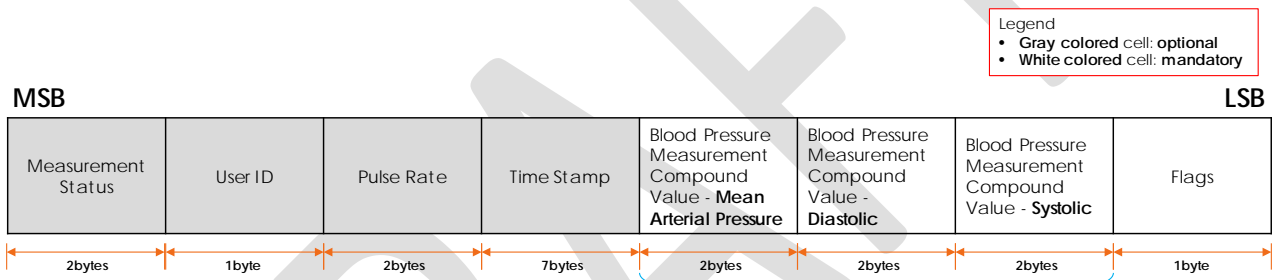 Legend
• Gray colored cell: optional
• White colored cell: mandatory
MSB
LSB
Measurement
Status
User ID
Pulse Rate
Time Stamp
Blood Pressure
Measurement
Compound
Value - Mean
Arterial Pressure
Blood Pressure
Measurement
Compound
Value -
Diastolic
Blood Pressure
Measurement
Compound
Value - Systolic
Flags
2bytes
1byte
2bytes
7bytes
2bytes
2bytes
2bytes
1byte